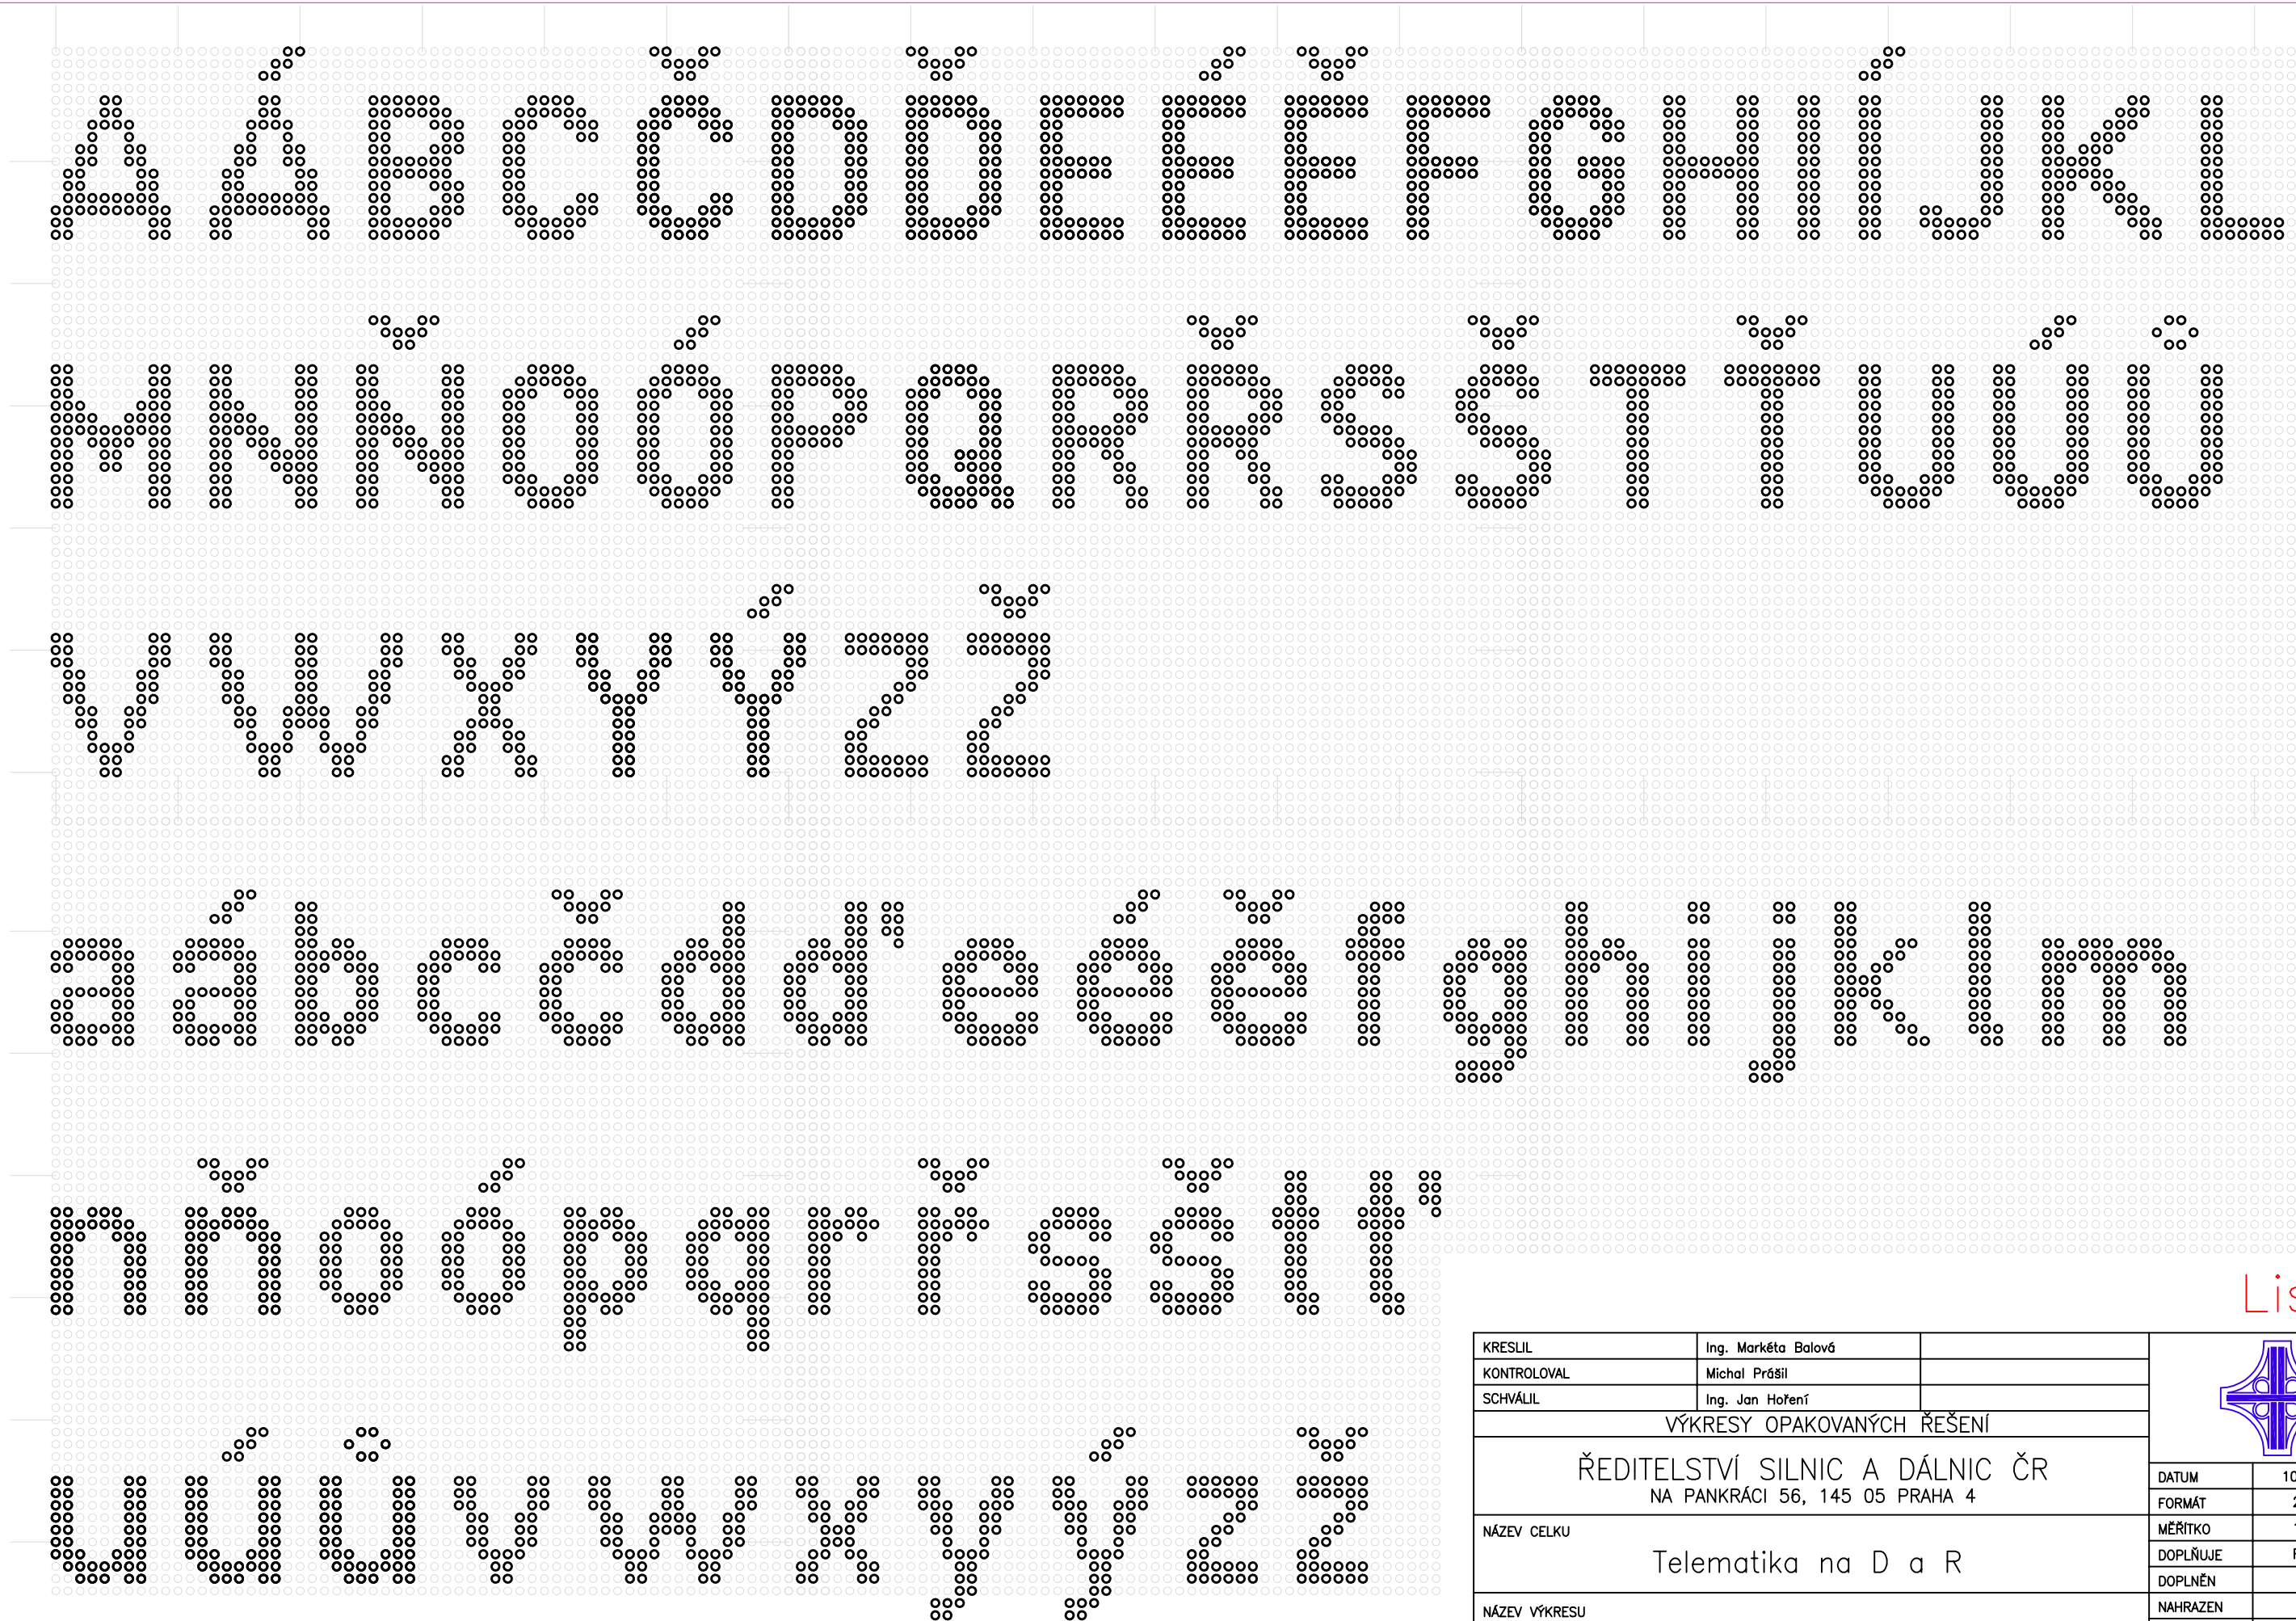 A Á B C Č D Ď E É Ě F G H I Í J K L
M N Ň O Ó P Q R Ř S Š T Ť U Ú Ů
V W X Y Ý Z Ž
a á b c č d ď e é ě f g h i j k l m
n ň o ó p q r ř s š t ť
u ú ů v w x y ý z ž
KRESLIL Ing. Markéta Balová
KONTROLOVAL Michal Prášil
SCHVÁLIL Ing. Jan Hoření
VÝKRESY OPAKOVANÝCH ŘEŠENÍ
ŘEDITELSTVÍ SILNIC A DÁLNIC ČR
NA PANKRÁCI 56, 145 05 PRAHA 4
DATUM 10
FORMÁT
NÁZEV CELKU
MĚŘÍTKO
Telematika na D a R
DOPLŇUJE
DOPLNĚN
NÁZEV VÝKRESU
NAHRAZEN